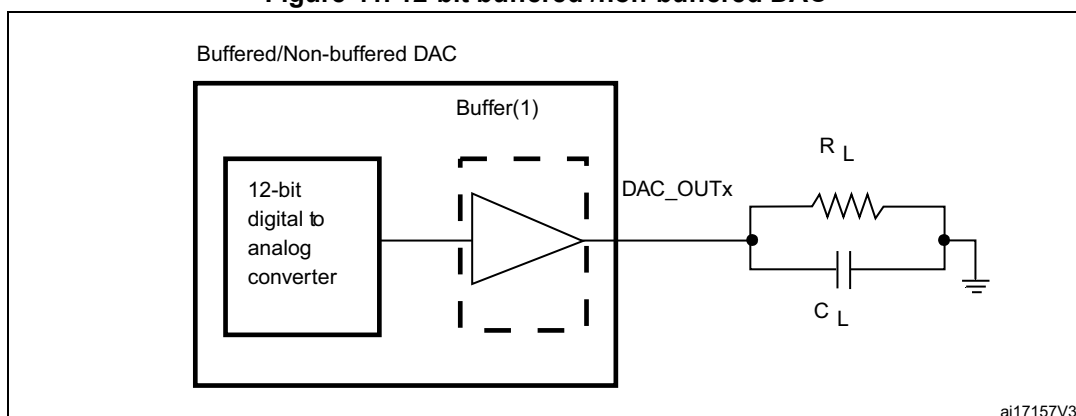 Figure 12-bit buffered /non-buffered DAC
Buffered/Non-buffered DAC
Buffer(1)
12-bit
digital to
analog
converter
DAC_OUTx
R L
C L
ai17157V3